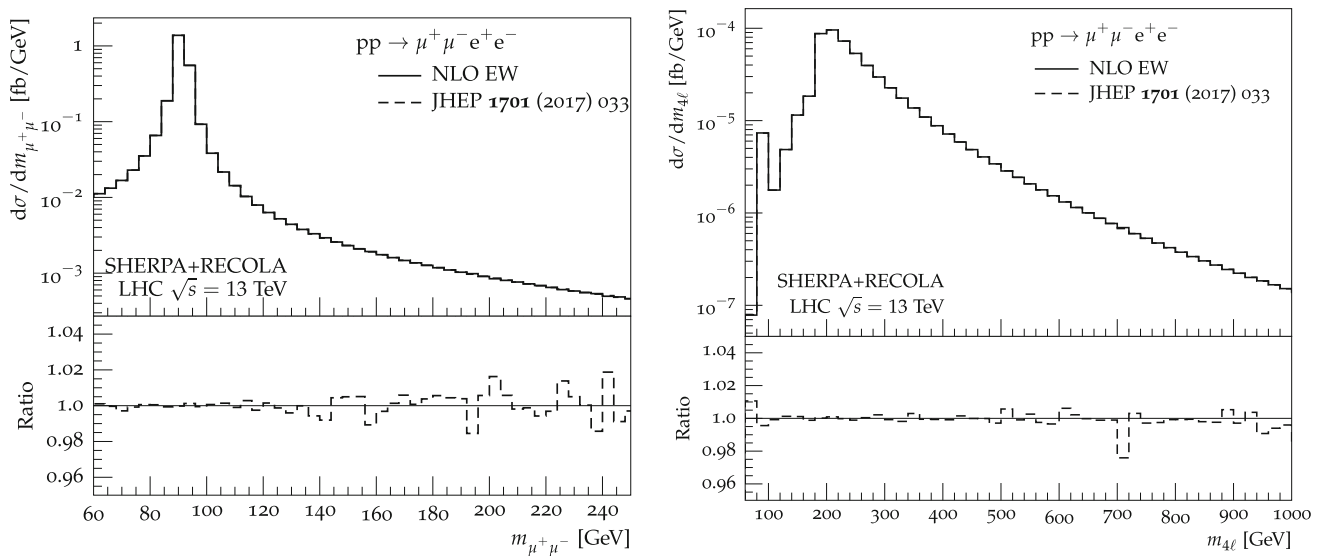 dσ/dm_{μ⁺μ⁻} [fb/GeV]
1
10⁻¹
10⁻²
10⁻³
pp → μ⁺μ⁻e⁺e⁻
NLO EW
JHEP 1701 (2017) 033
SHERPA+RECOLA
LHC √s = 13 TeV
Ratio
1.04
1.02
1.0
0.98
0.96
60 80 100 120 140 160 180 200 220 240
m_{μ⁺μ⁻} [GeV]
dσ/dm_{4ℓ} [fb/GeV]
10⁻⁴
10⁻⁵
10⁻⁶
10⁻⁷
pp → μ⁺μ⁻e⁺e⁻
NLO EW
JHEP 1701 (2017) 033
SHERPA+RECOLA
LHC √s = 13 TeV
Ratio
1.04
1.02
1.0
0.98
0.96
100 200 300 400 500 600 700 800 900 1000
m_{4ℓ} [GeV]